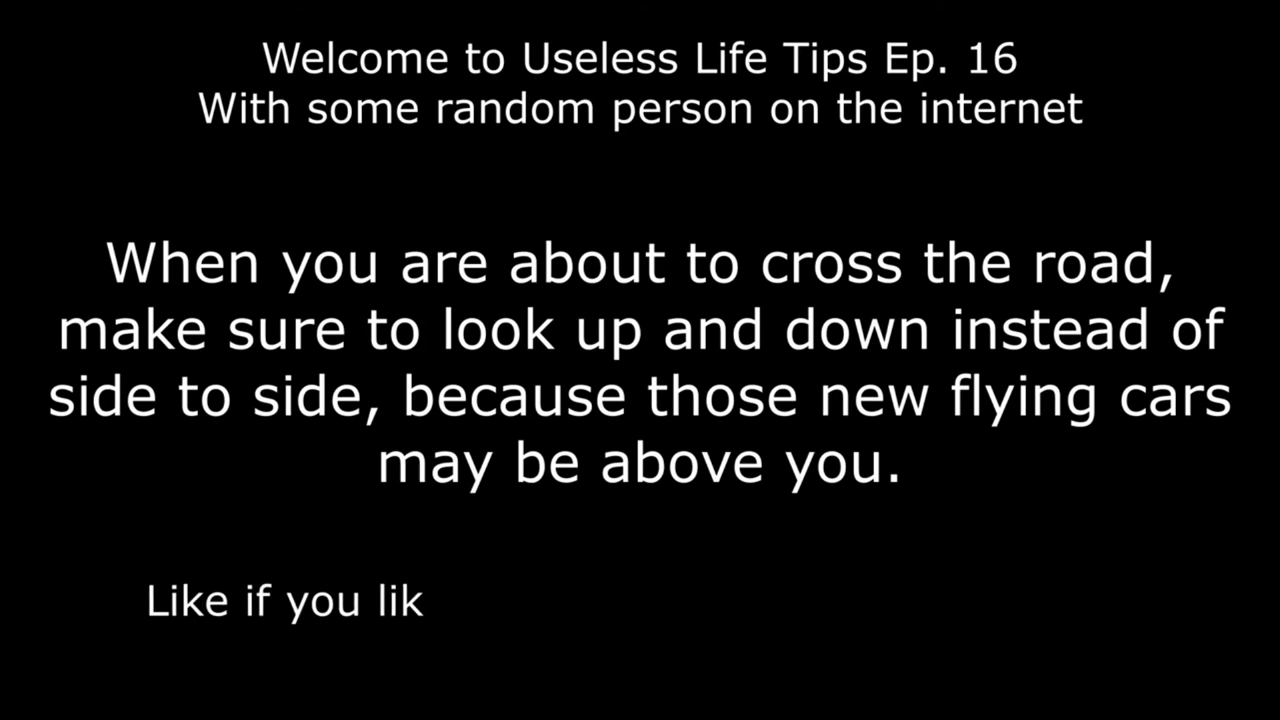 Welcome to Useless Life Tips Ep. 16
With some random person on the internet
When you are about to cross the road,
make sure to look up and down instead of
side to side, because those new flying cars
may be above you.
Like if you lik